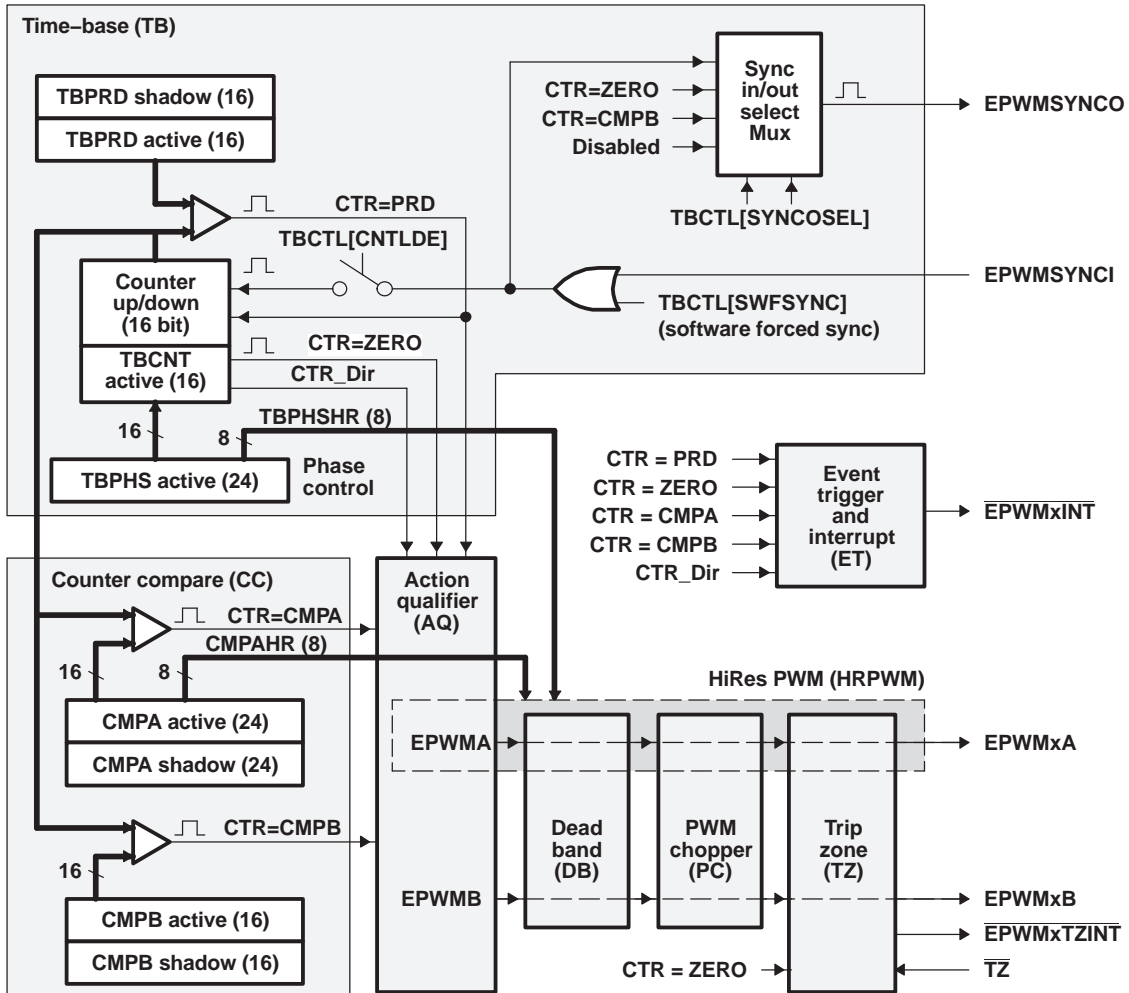 Time–base (TB)
TBPRD shadow (16)
TBPRD active (16)
CTR=PRD
TBCTL[CNTLDE]
Counter
up/down
(16 bit)
TBCNT
active (16)
CTR=ZERO
CTR_Dir
16
8
TBPHSHR (8)
TBPHS active (24)
Phase
control
CTR=ZERO
CTR=CMPB
Disabled
Sync
in/out
select
Mux
TBCTL[SYNCOSEL]
EPWMSYNCO
EPWMSYNCI
TBCTL[SWFSYNC]
(software forced sync)
CTR = PRD
CTR = ZERO
CTR = CMPA
CTR = CMPB
CTR_Dir
Event
trigger
and
interrupt
(ET)
EPWMxINT
Counter compare (CC)
CTR=CMPA
16
8
CMPAHR (8)
CMPA active (24)
CMPA shadow (24)
CTR=CMPB
16
CMPB active (16)
CMPB shadow (16)
Action
qualifier
(AQ)
EPWMA
EPWMB
HiRes PWM (HRPWM)
Dead
band
(DB)
PWM
chopper
(PC)
Trip
zone
(TZ)
CTR = ZERO
EPWMxA
EPWMxB
EPWMxTZINT
TZ